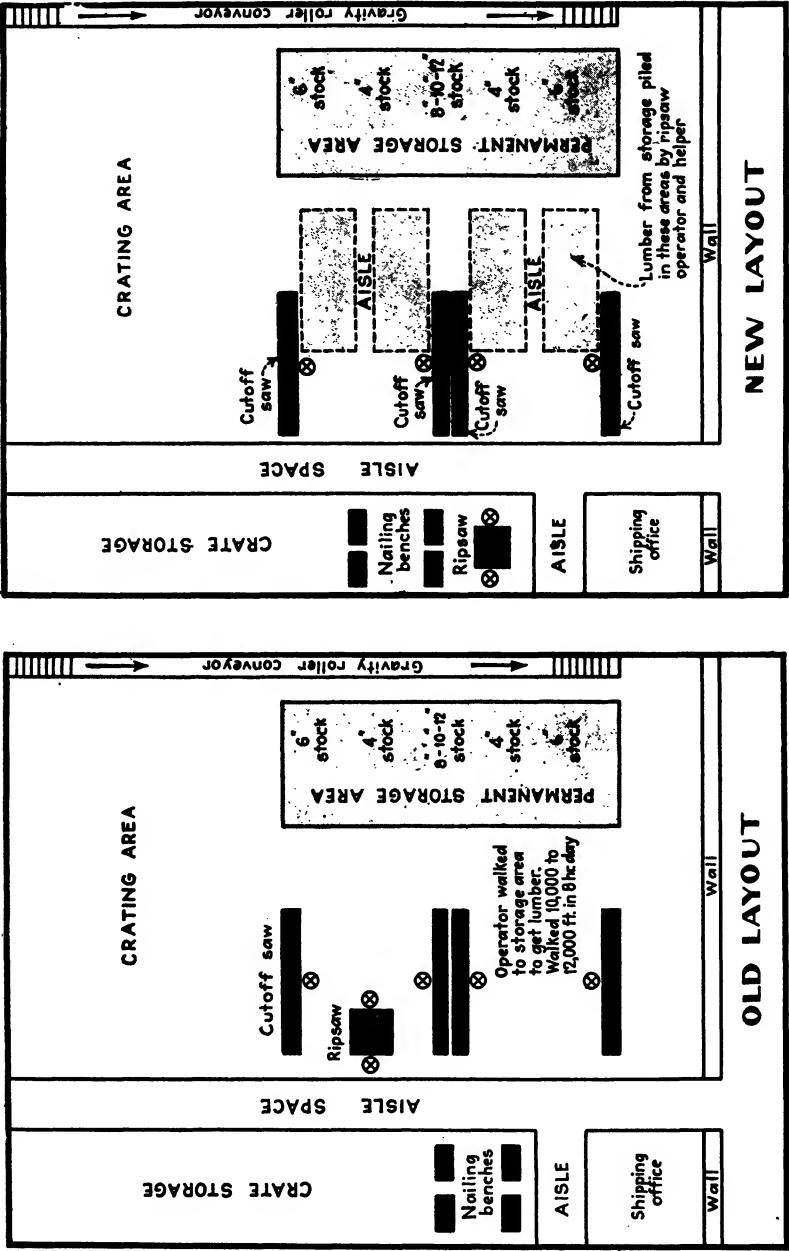 Gravity roller conveyor
CRATING AREA
PERMANENT STORAGE AREA
6"
stock
4"
stock
8"-10"-12"
stock
4"
stock
6"
stock
Lumber from storage piled
in these areas by ripsaw
operator and helper
AISLE
AISLE
Cutoff
saw
Cutoff
saw
Cutoff
saw
Cutoff saw
AISLE SPACE
CRATE STORAGE
Nailing
benches
Ripsaw
AISLE
Shipping
office
Wall
Wall
NEW LAYOUT
Gravity roller conveyor
CRATING AREA
PERMANENT STORAGE AREA
6"
stock
4"
stock
8"-10"-12"
stock
4"
stock
6"
stock
Operator walked
to storage area
to get lumber.
Walked 10,000 to
12,000 ft. in 8 hr. day
Cutoff saw
Ripsaw
AISLE SPACE
CRATE STORAGE
Nailing
benches
AISLE
Shipping
office
Wall
Wall
OLD LAYOUT